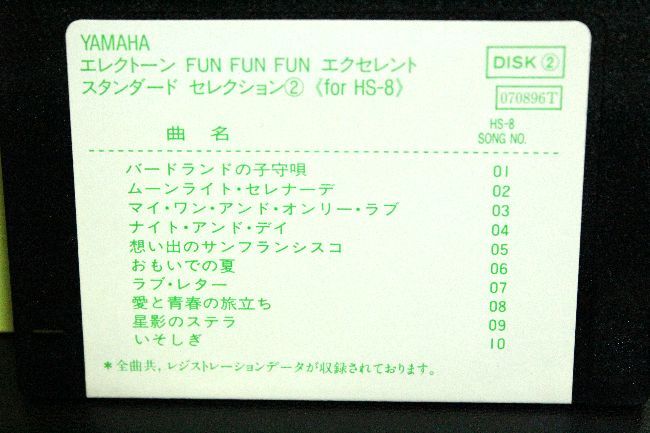 YAMAHA
エレクトーン FUN FUN FUN エクセレント
スタンダード セレクション② 《for HS-8》
DISK ②
070896T
曲 名
HS-8
SONG NO.
バードランドの子守唄 01
ムーンライト・セレナーデ 02
マイ・ワン・アンド・オンリー・ラブ 03
ナイト・アンド・デイ 04
想い出のサンフランシスコ 05
おもいでの夏 06
ラブ・レター 07
愛と青春の旅立ち 08
星影のステラ 09
いそしぎ 10
＊全曲共，レジストレーションデータが収録されております。